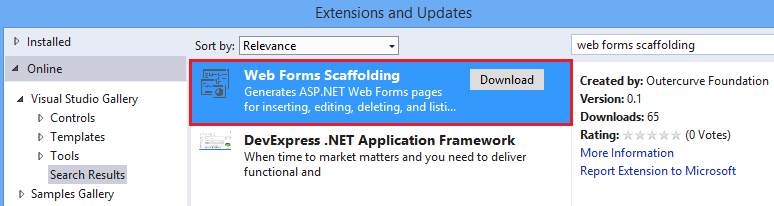 Extensions and Updates
Installed
Sort by: Relevance
web forms scaffolding
Online
Visual Studio Gallery
Controls
Templates
Tools
Search Results
Samples Gallery
Web Forms Scaffolding
Download
Generates ASP.NET Web Forms pages
for inserting, editing, deleting, and listi...
DevExpress .NET Application Framework
When time to market matters and you need to deliver
functional and
Created by: Outercurve Foundation
Version: 0.1
Downloads: 65
Rating: (0 Votes)
More Information
Report Extension to Microsoft